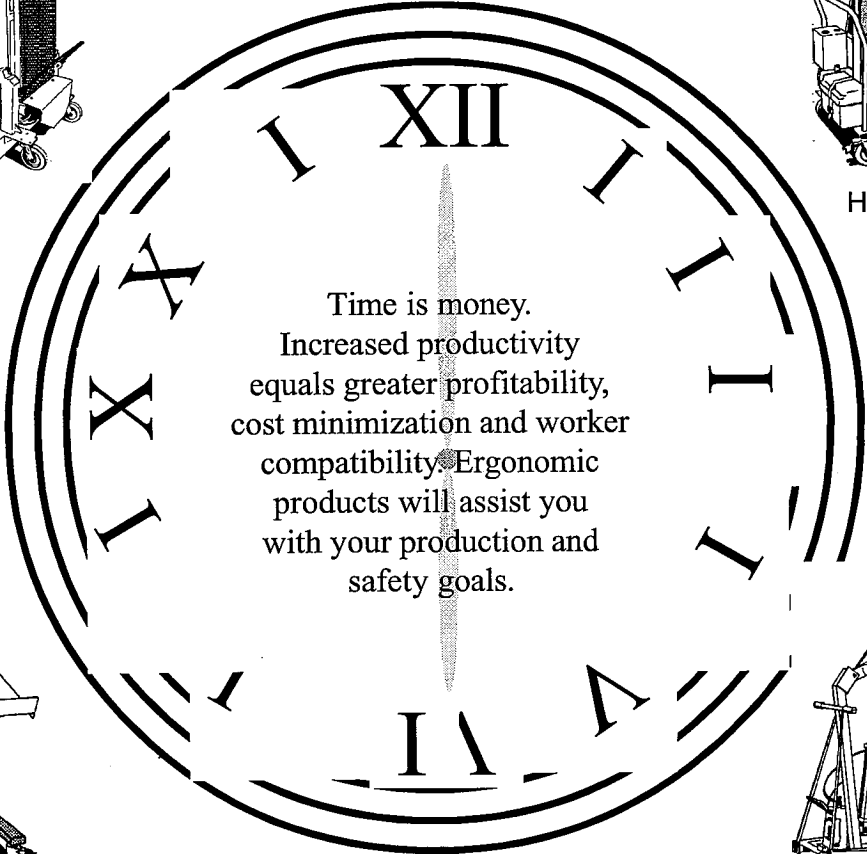 XII
I
I
I
H
X
I
Time is money.
Increased productivity
equals greater profitability,
cost minimization and worker
compatibility. Ergonomic
products will assist you
with your production and
safety goals.
I
X
I
I
V
VI